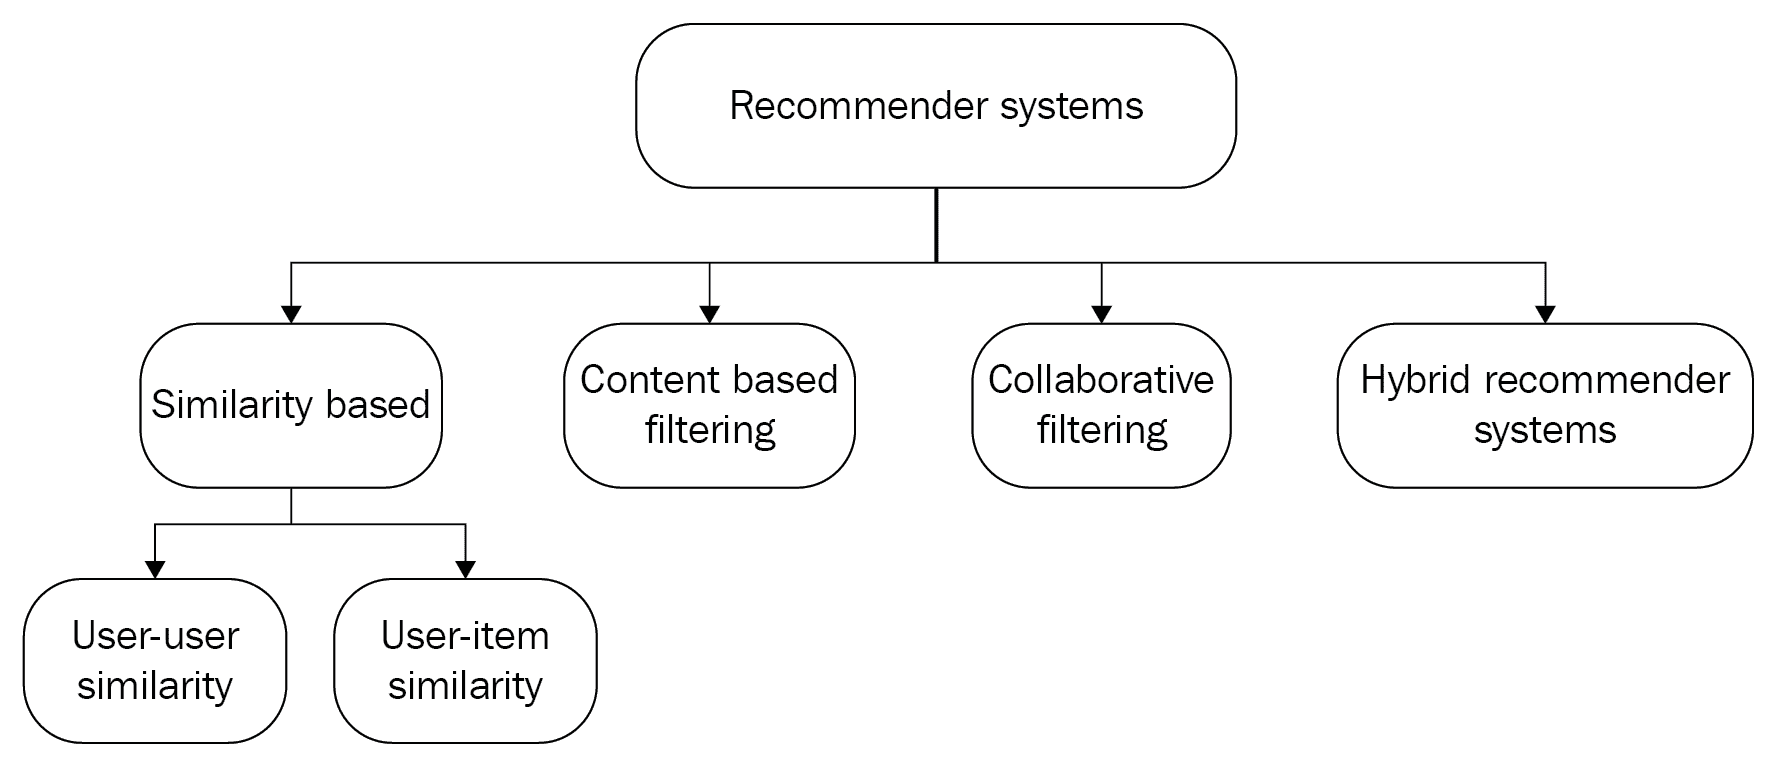 Recommender systems
Similarity based
Content based
filtering
Collaborative
filtering
Hybrid recommender
systems
User-user
similarity
User-item
similarity